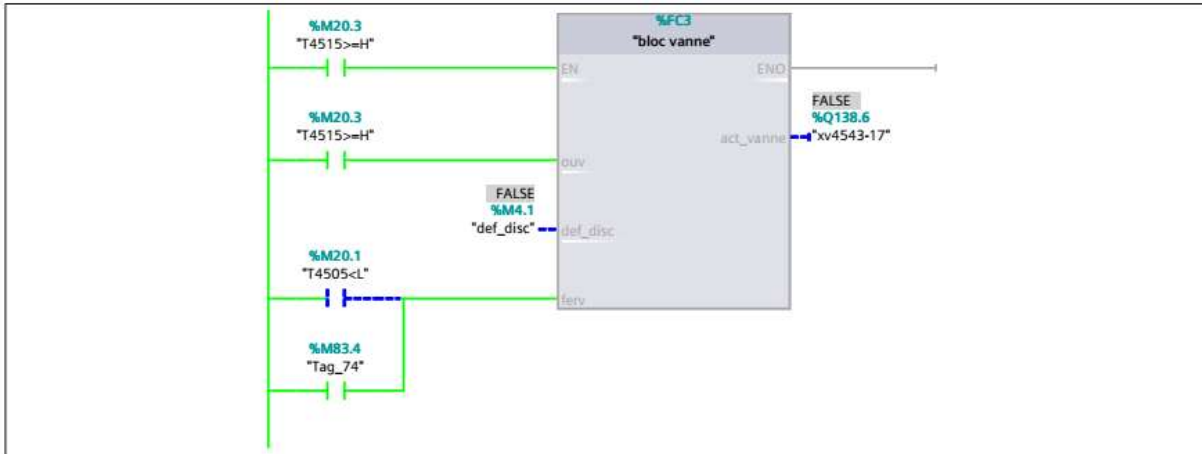 %M20.3
"T4515>=H"
%FC3
"bloc vanne"
EN
ENO
%M20.3
"T4515>=H"
ouv
FALSE
%Q138.6
"xv4543-17"
act_vanne
FALSE
%M4.1
"def_disc"
def_disc
%M20.1
"T4505<L"
ferv
%M83.4
"Tag_74"